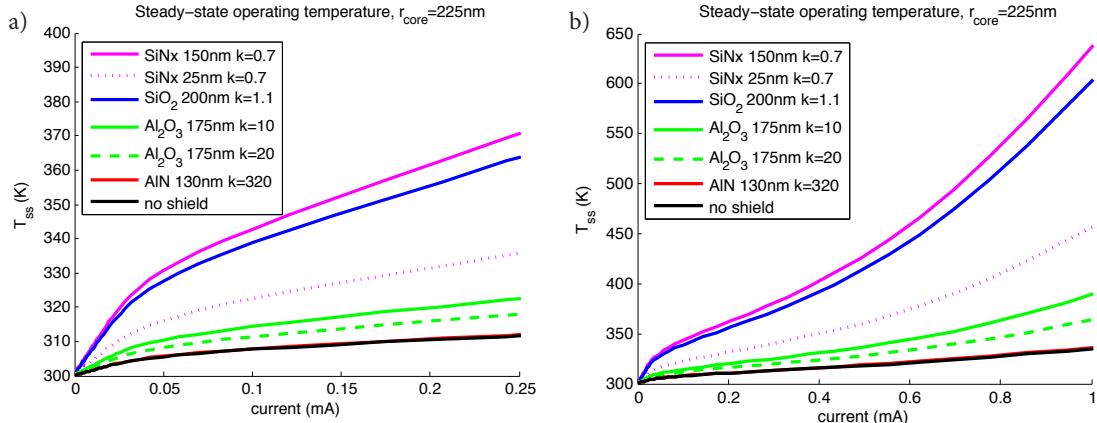 a)
Steady-state operating temperature, r_core=225nm
400
390
380
370
360
350
340
330
320
310
300
T_ss (K)
SiNx 150nm k=0.7
SiNx 25nm k=0.7
SiO₂ 200nm k=1.1
Al₂O₃ 175nm k=10
Al₂O₃ 175nm k=20
AlN 130nm k=320
no shield
0
0.05
0.1
0.15
0.2
0.25
current (mA)
b)
Steady-state operating temperature, r_core=225nm
650
600
550
500
450
400
350
300
T_ss (K)
SiNx 150nm k=0.7
SiNx 25nm k=0.7
SiO₂ 200nm k=1.1
Al₂O₃ 175nm k=10
Al₂O₃ 175nm k=20
AlN 130nm k=320
no shield
0
0.2
0.4
0.6
0.8
1
current (mA)